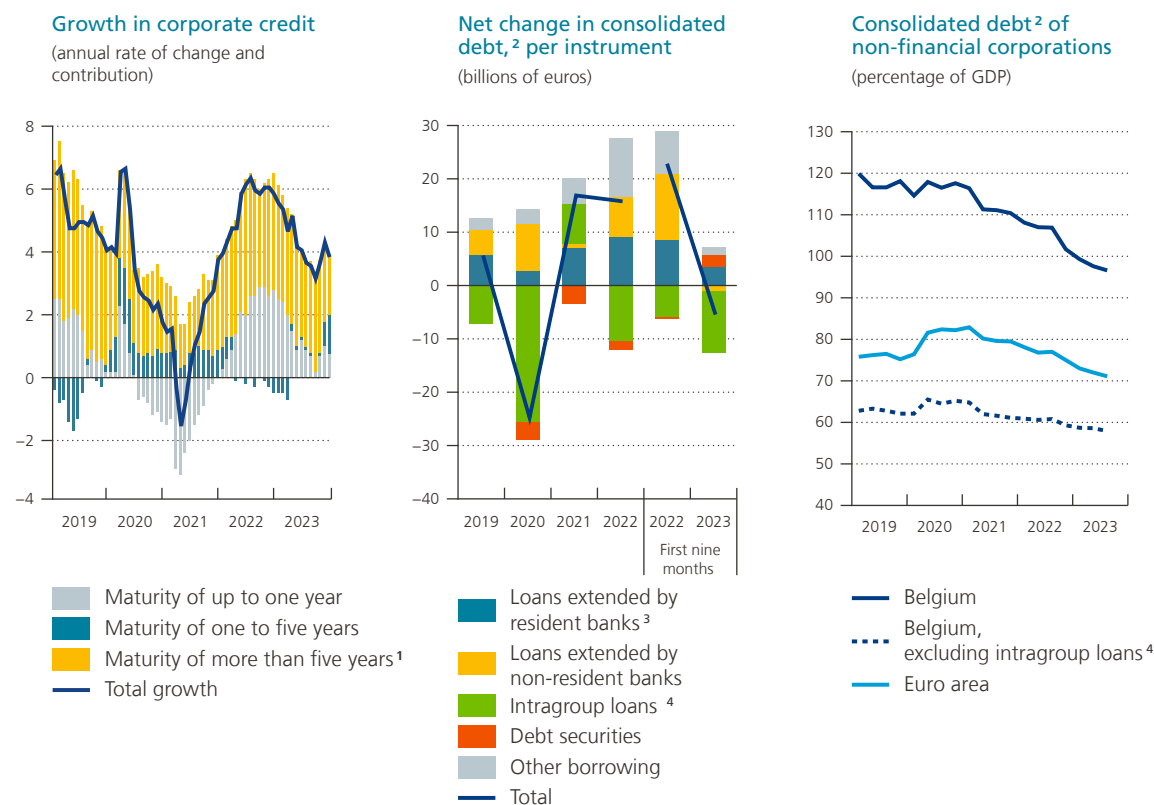 Growth in corporate credit
(annual rate of change and
contribution)
8
6
4
2
0
–2
–4
2019 2020 2021 2022 2023
Maturity of up to one year
Maturity of one to five years
Maturity of more than five years ¹
Total growth
Net change in consolidated
debt, ² per instrument
(billions of euros)
30
20
10
0
–10
–20
–30
–40
2019 2020 2021 2022 2022 2023
First nine
months
Loans extended by
resident banks ³
Loans extended by
non-resident banks
Intragroup loans ⁴
Debt securities
Other borrowing
Total
Consolidated debt ² of
non-financial corporations
(percentage of GDP)
130
120
110
100
90
80
70
60
50
40
2019 2020 2021 2022 2023
Belgium
Belgium,
excluding intragroup loans ⁴
Euro area